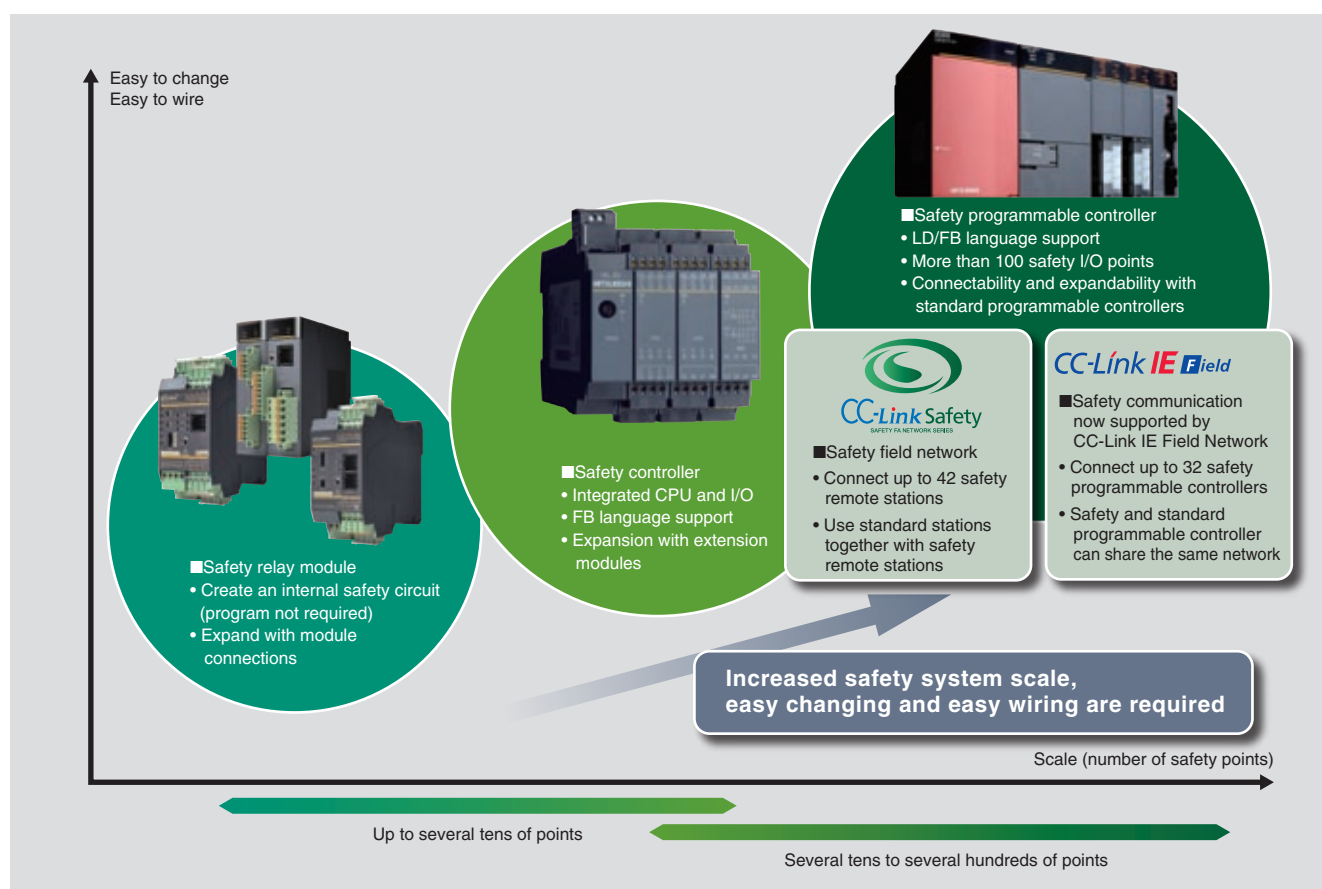 Easy to change
Easy to wire
■Safety programmable controller
• LD/FB language support
• More than 100 safety I/O points
• Connectability and expandability with
standard programmable controllers
CC-Link Safety
SAFETY FA NETWORK SERIES
■Safety field network
• Connect up to 42 safety
remote stations
• Use standard stations
together with safety
remote stations
CC-Link IE Field
■Safety communication
now supported by
CC-Link IE Field Network
• Connect up to 32 safety
programmable controllers
• Safety and standard
programmable controller
can share the same network
■Safety controller
• Integrated CPU and I/O
• FB language support
• Expansion with extension
modules
■Safety relay module
• Create an internal safety circuit
(program not required)
• Expand with module
connections
Increased safety system scale,
easy changing and easy wiring are required
Scale (number of safety points)
Up to several tens of points
Several tens to several hundreds of points